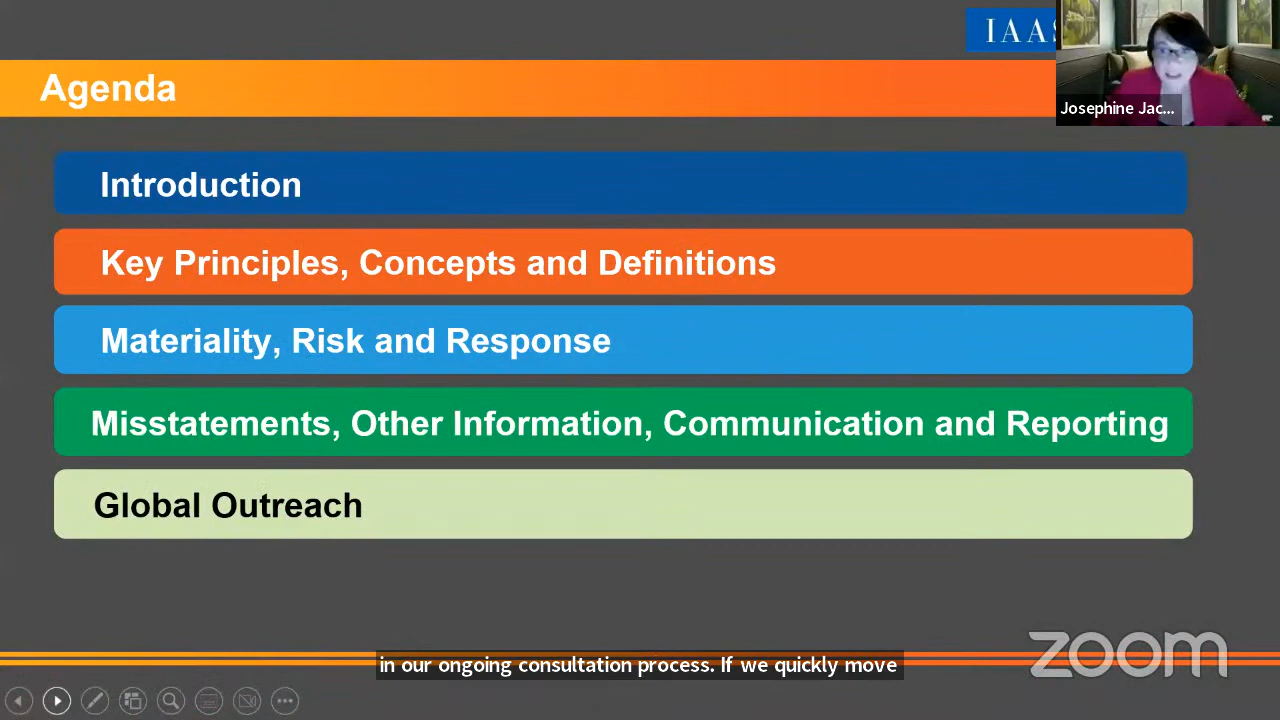 IAAS
Agenda
Josephine Jac...
Introduction
Key Principles, Concepts and Definitions
Materiality, Risk and Response
Misstatements, Other Information, Communication and Reporting
Global Outreach
zoom
in our ongoing consultation process. If we quickly move